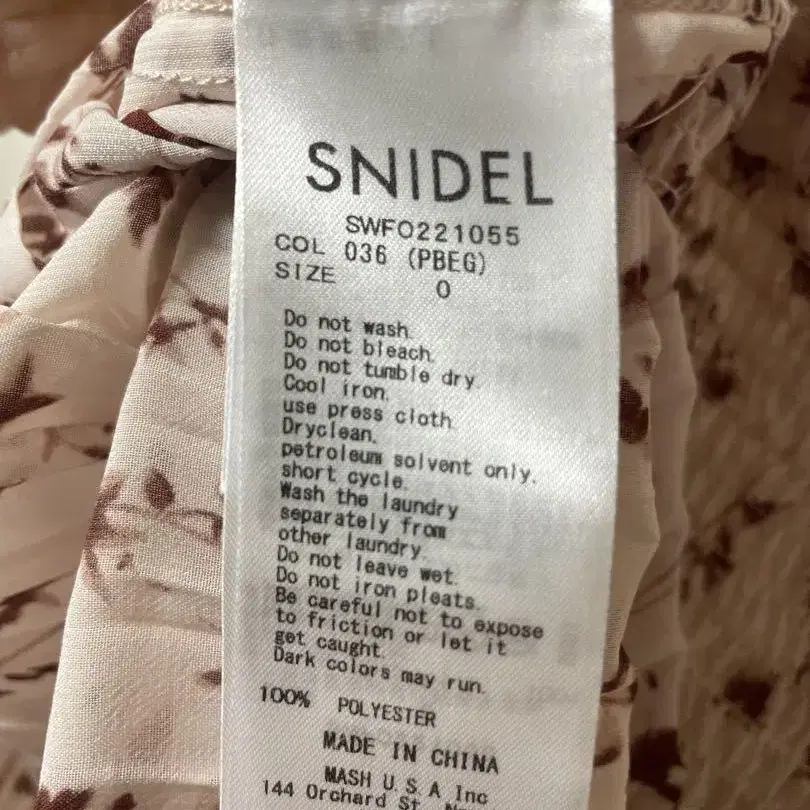 SNIDEL
SWFO221055
COL 036 (PBEG)
SIZE 0
Do not wash.
Do not bleach.
Do not tumble dry.
Cool iron.
use press cloth.
Dryclean.
petroleum solvent only.
short cycle.
Wash the laundry
separately from
other laundry.
Do not leave wet.
Do not iron pleats.
Be careful not to expose
to friction or let it
get caught.
Dark colors may run.
100% POLYESTER
MADE IN CHINA
MASH U.S.A Inc
144 Orchard St.